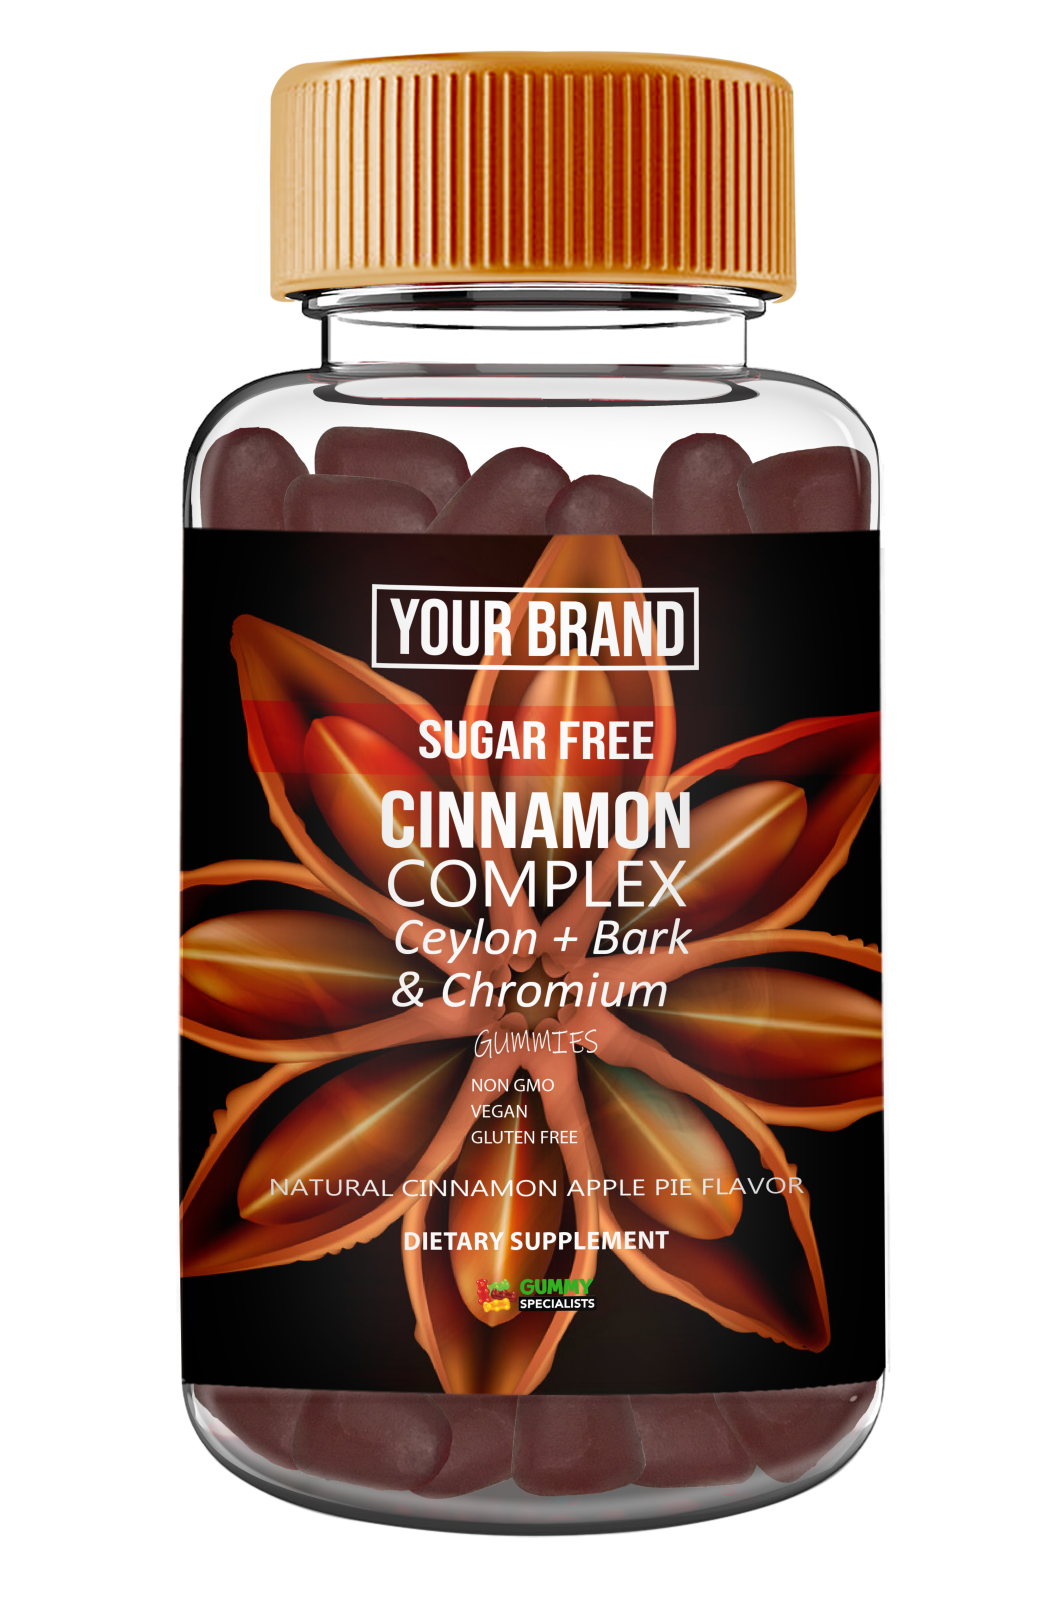 YOUR BRAND
SUGAR FREE
CINNAMON
COMPLEX
Ceylon + Bark
& Chromium
GUMMIES
NON GMO
VEGAN
GLUTEN FREE
NATURAL CINNAMON APPLE PIE FLAVOR
DIETARY SUPPLEMENT
GUMMY
SPECIALISTS